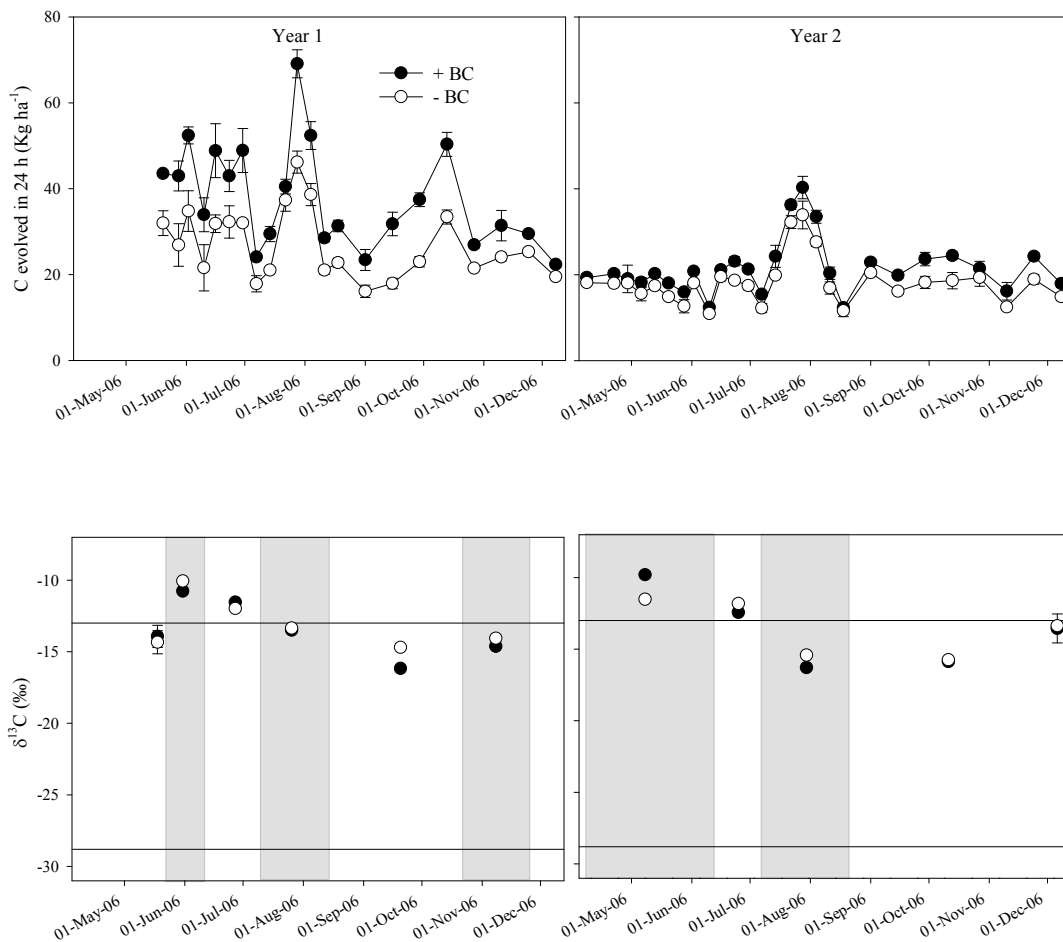 80
60
40
20
0
C evolved in 24 h (Kg ha⁻¹)
Year 1
+ BC
- BC
Year 2
01-May-06
01-Jun-06
01-Jul-06
01-Aug-06
01-Sep-06
01-Oct-06
01-Nov-06
01-Dec-06
01-May-06
01-Jun-06
01-Jul-06
01-Aug-06
01-Sep-06
01-Oct-06
01-Nov-06
01-Dec-06
-10
-15
-20
-25
-30
δ¹³C (‰)
01-May-06
01-Jun-06
01-Jul-06
01-Aug-06
01-Sep-06
01-Oct-06
01-Nov-06
01-Dec-06
01-May-06
01-Jun-06
01-Jul-06
01-Aug-06
01-Sep-06
01-Oct-06
01-Nov-06
01-Dec-06